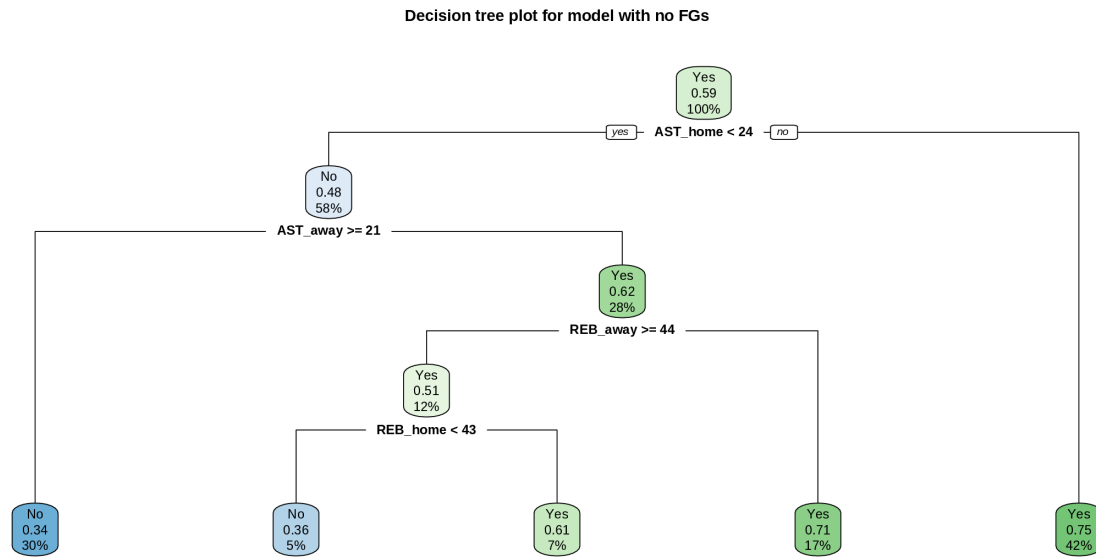 Decision tree plot for model with no FGs
Yes
0.59
100%
yes AST_home < 24 no
No
0.48
58%
AST_away >= 21
Yes
0.62
28%
REB_away >= 44
Yes
0.51
12%
REB_home < 43
No
0.34
30%
No
0.36
5%
Yes
0.61
7%
Yes
0.71
17%
Yes
0.75
42%